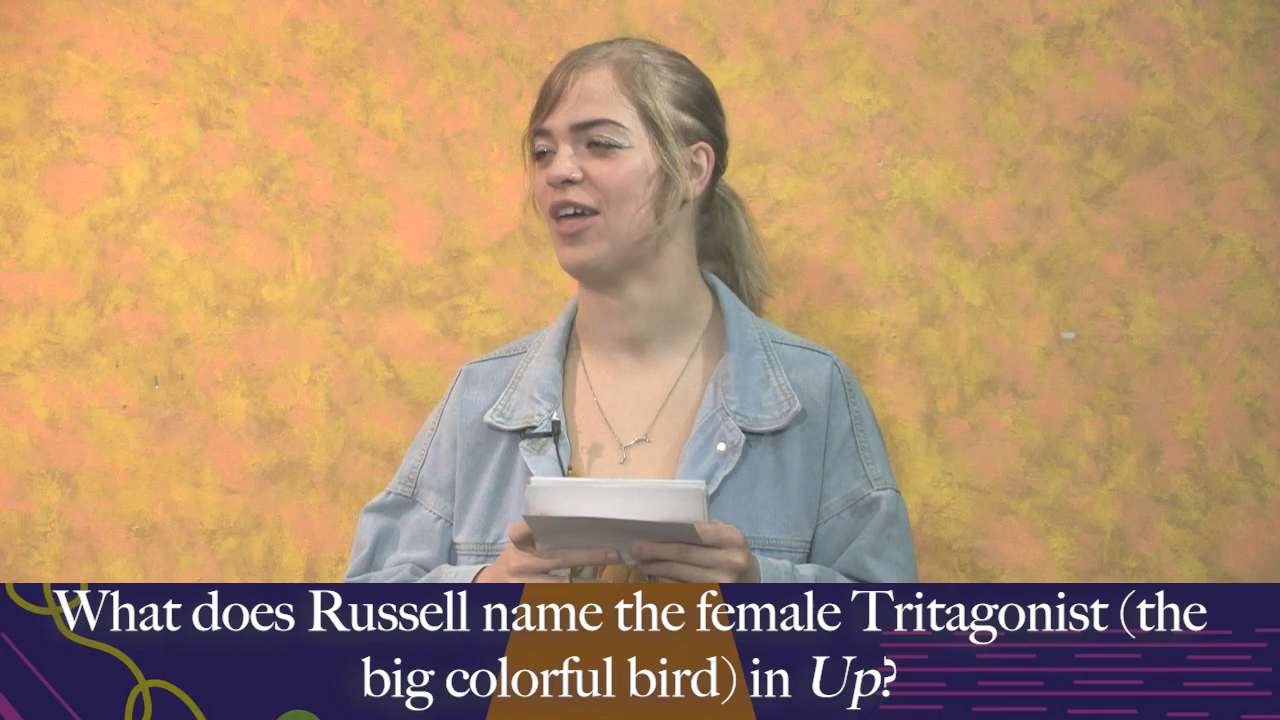 What does Russell name the female Tritagonist (the
big colorful bird) in Up?